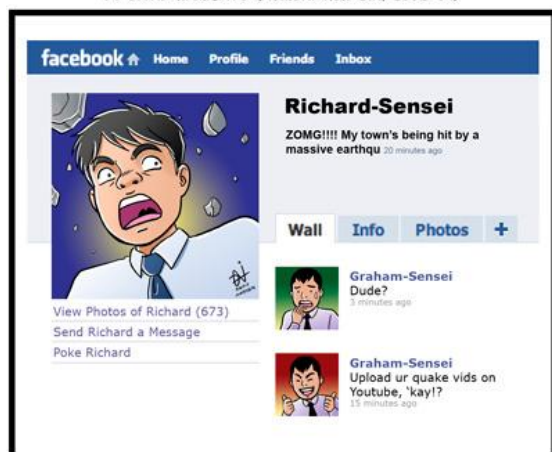 facebook Home Profile Friends Inbox
Richard-Sensei
ZOMG!!!! My town's being hit by a
massive earthqu 20 minutes ago
Wall Info Photos +
View Photos of Richard (673)
Send Richard a Message
Poke Richard
Graham-Sensei
Dude?
3 minutes ago
Graham-Sensei
Upload ur quake vids on
Youtube, 'kay!?
15 minutes ago